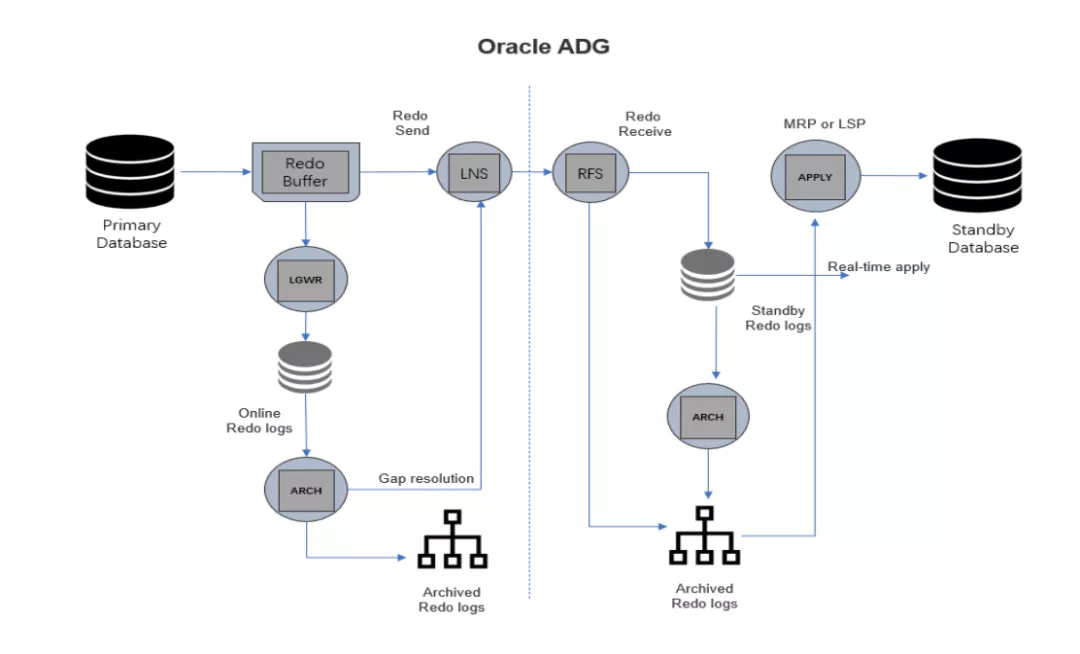 Oracle ADG
Redo
Send
Redo
Receive
MRP or LSP
Redo
Buffer
LNS
RFS
APPLY
Primary
Database
Standby
Database
LGWR
Real-time apply
Standby
Redo logs
Online
Redo logs
ARCH
Gap resolution
ARCH
Archived
Redo logs
Archived
Redo logs